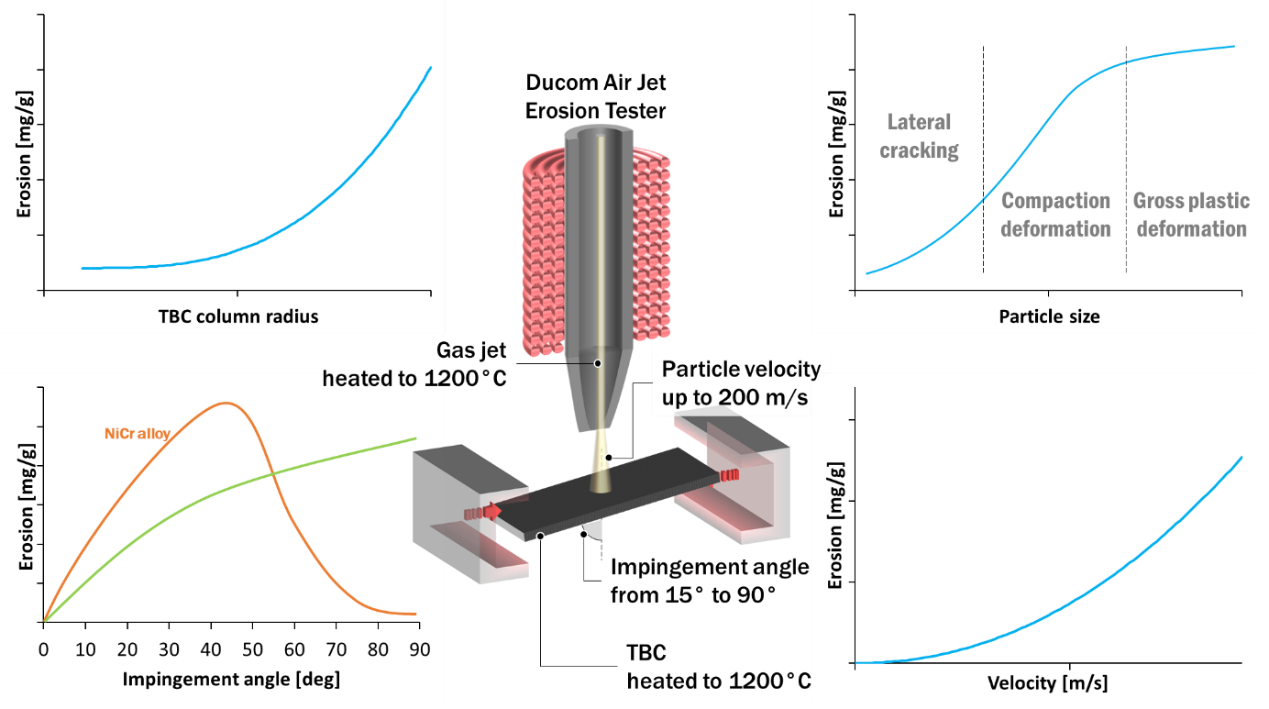 Erosion [mg/g]
TBC column radius
Ducom Air Jet
Erosion Tester
Erosion [mg/g]
Lateral
cracking
Compaction
deformation
Gross plastic
deformation
Particle size
Gas jet
heated to 1200°C
Particle velocity
up to 200 m/s
Erosion [mg/g]
NiCr alloy
0 10 20 30 40 50 60 70 80 90
Impingement angle [deg]
Impingement angle
from 15° to 90°
TBC
heated to 1200°C
Erosion [mg/g]
Velocity [m/s]